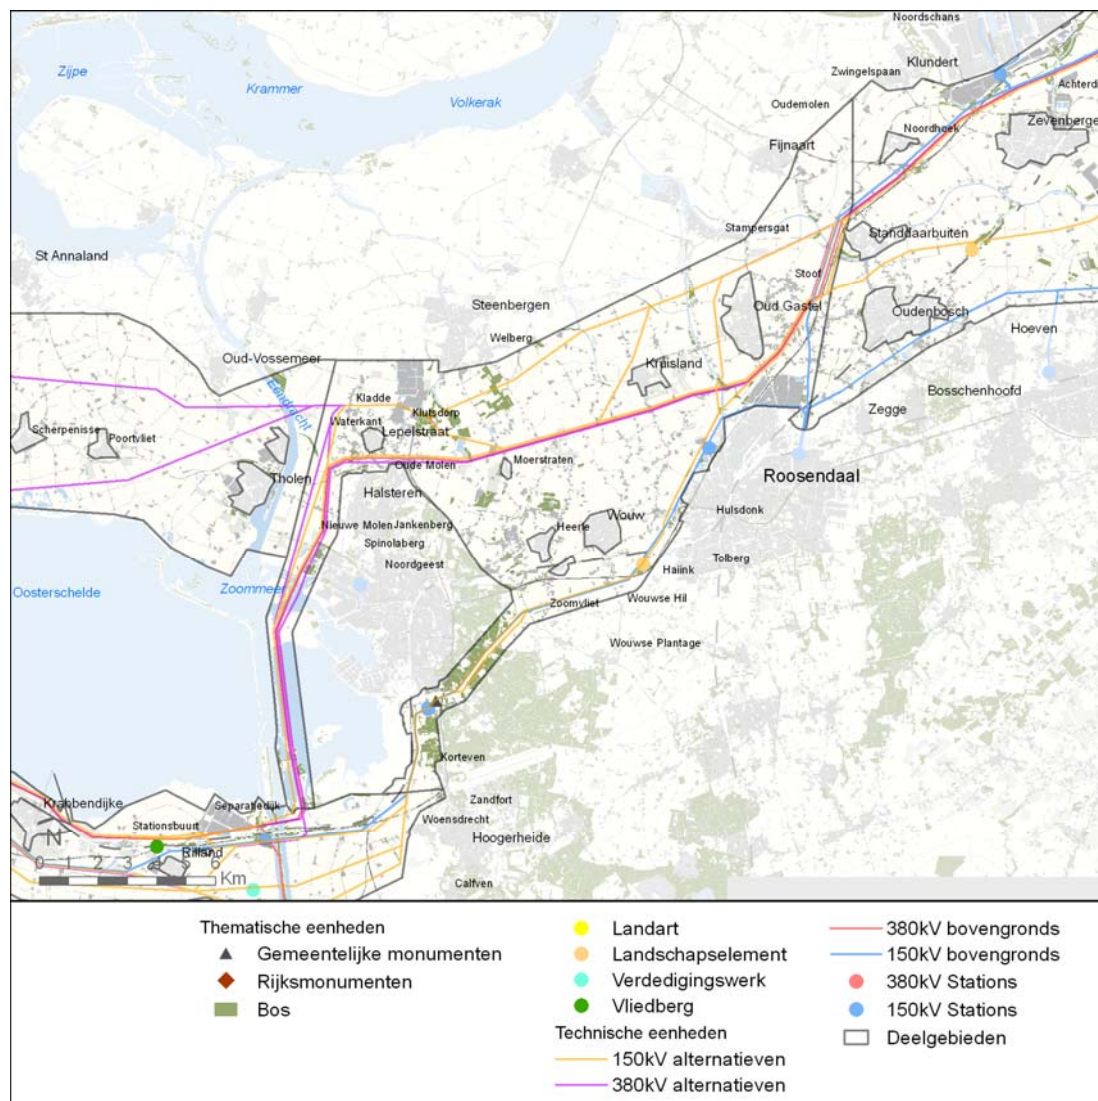 Noordschans
Zijpe
Krammer
Volkerak
Klundert
Zwingelspaan
Achterd
Oudemolen
Zevenberge
Noordhoek
Fijnaart
Stampersgat
Standdaarbuiten
St Annaland
Stoof
Steenbergen
Oud Gastel
Oudenbosch
Hoeven
Welberg
Oud-Vossemeer
Kruisland
Bosschenhoofd
Eendracht
Kladde
Zegge
Klutsdorp
Waterkant
Scherpenisse
Poortvliet
Lepelstraat
Oude Molen
Moerstraten
Tholen
Roosendaal
Halsteren
Hulsdonk
Wouw
Nieuwe Molen
Jankenberg
Heerle
Spinolaberg
Tolberg
Noordgeest
Haiink
Oosterschelde
Zoommeer
Zoomvliet
Wouwse Hil
Wouwse Plantage
Korteven
Krabbendijke
Separatiedijk
Zandfort
Stationsbuurt
Woensdrecht
N
Hoogerheide
Rilland
0 1 2 3 4 5 6
Km
Calfven
Thematische eenheden
Gemeentelijke monumenten
Rijksmonumenten
Bos
Landart
Landschapselement
Verdedigingswerk
Vliedberg
Technische eenheden
150kV alternatieven
380kV alternatieven
380kV bovengronds
150kV bovengronds
380kV Stations
150kV Stations
Deelgebieden